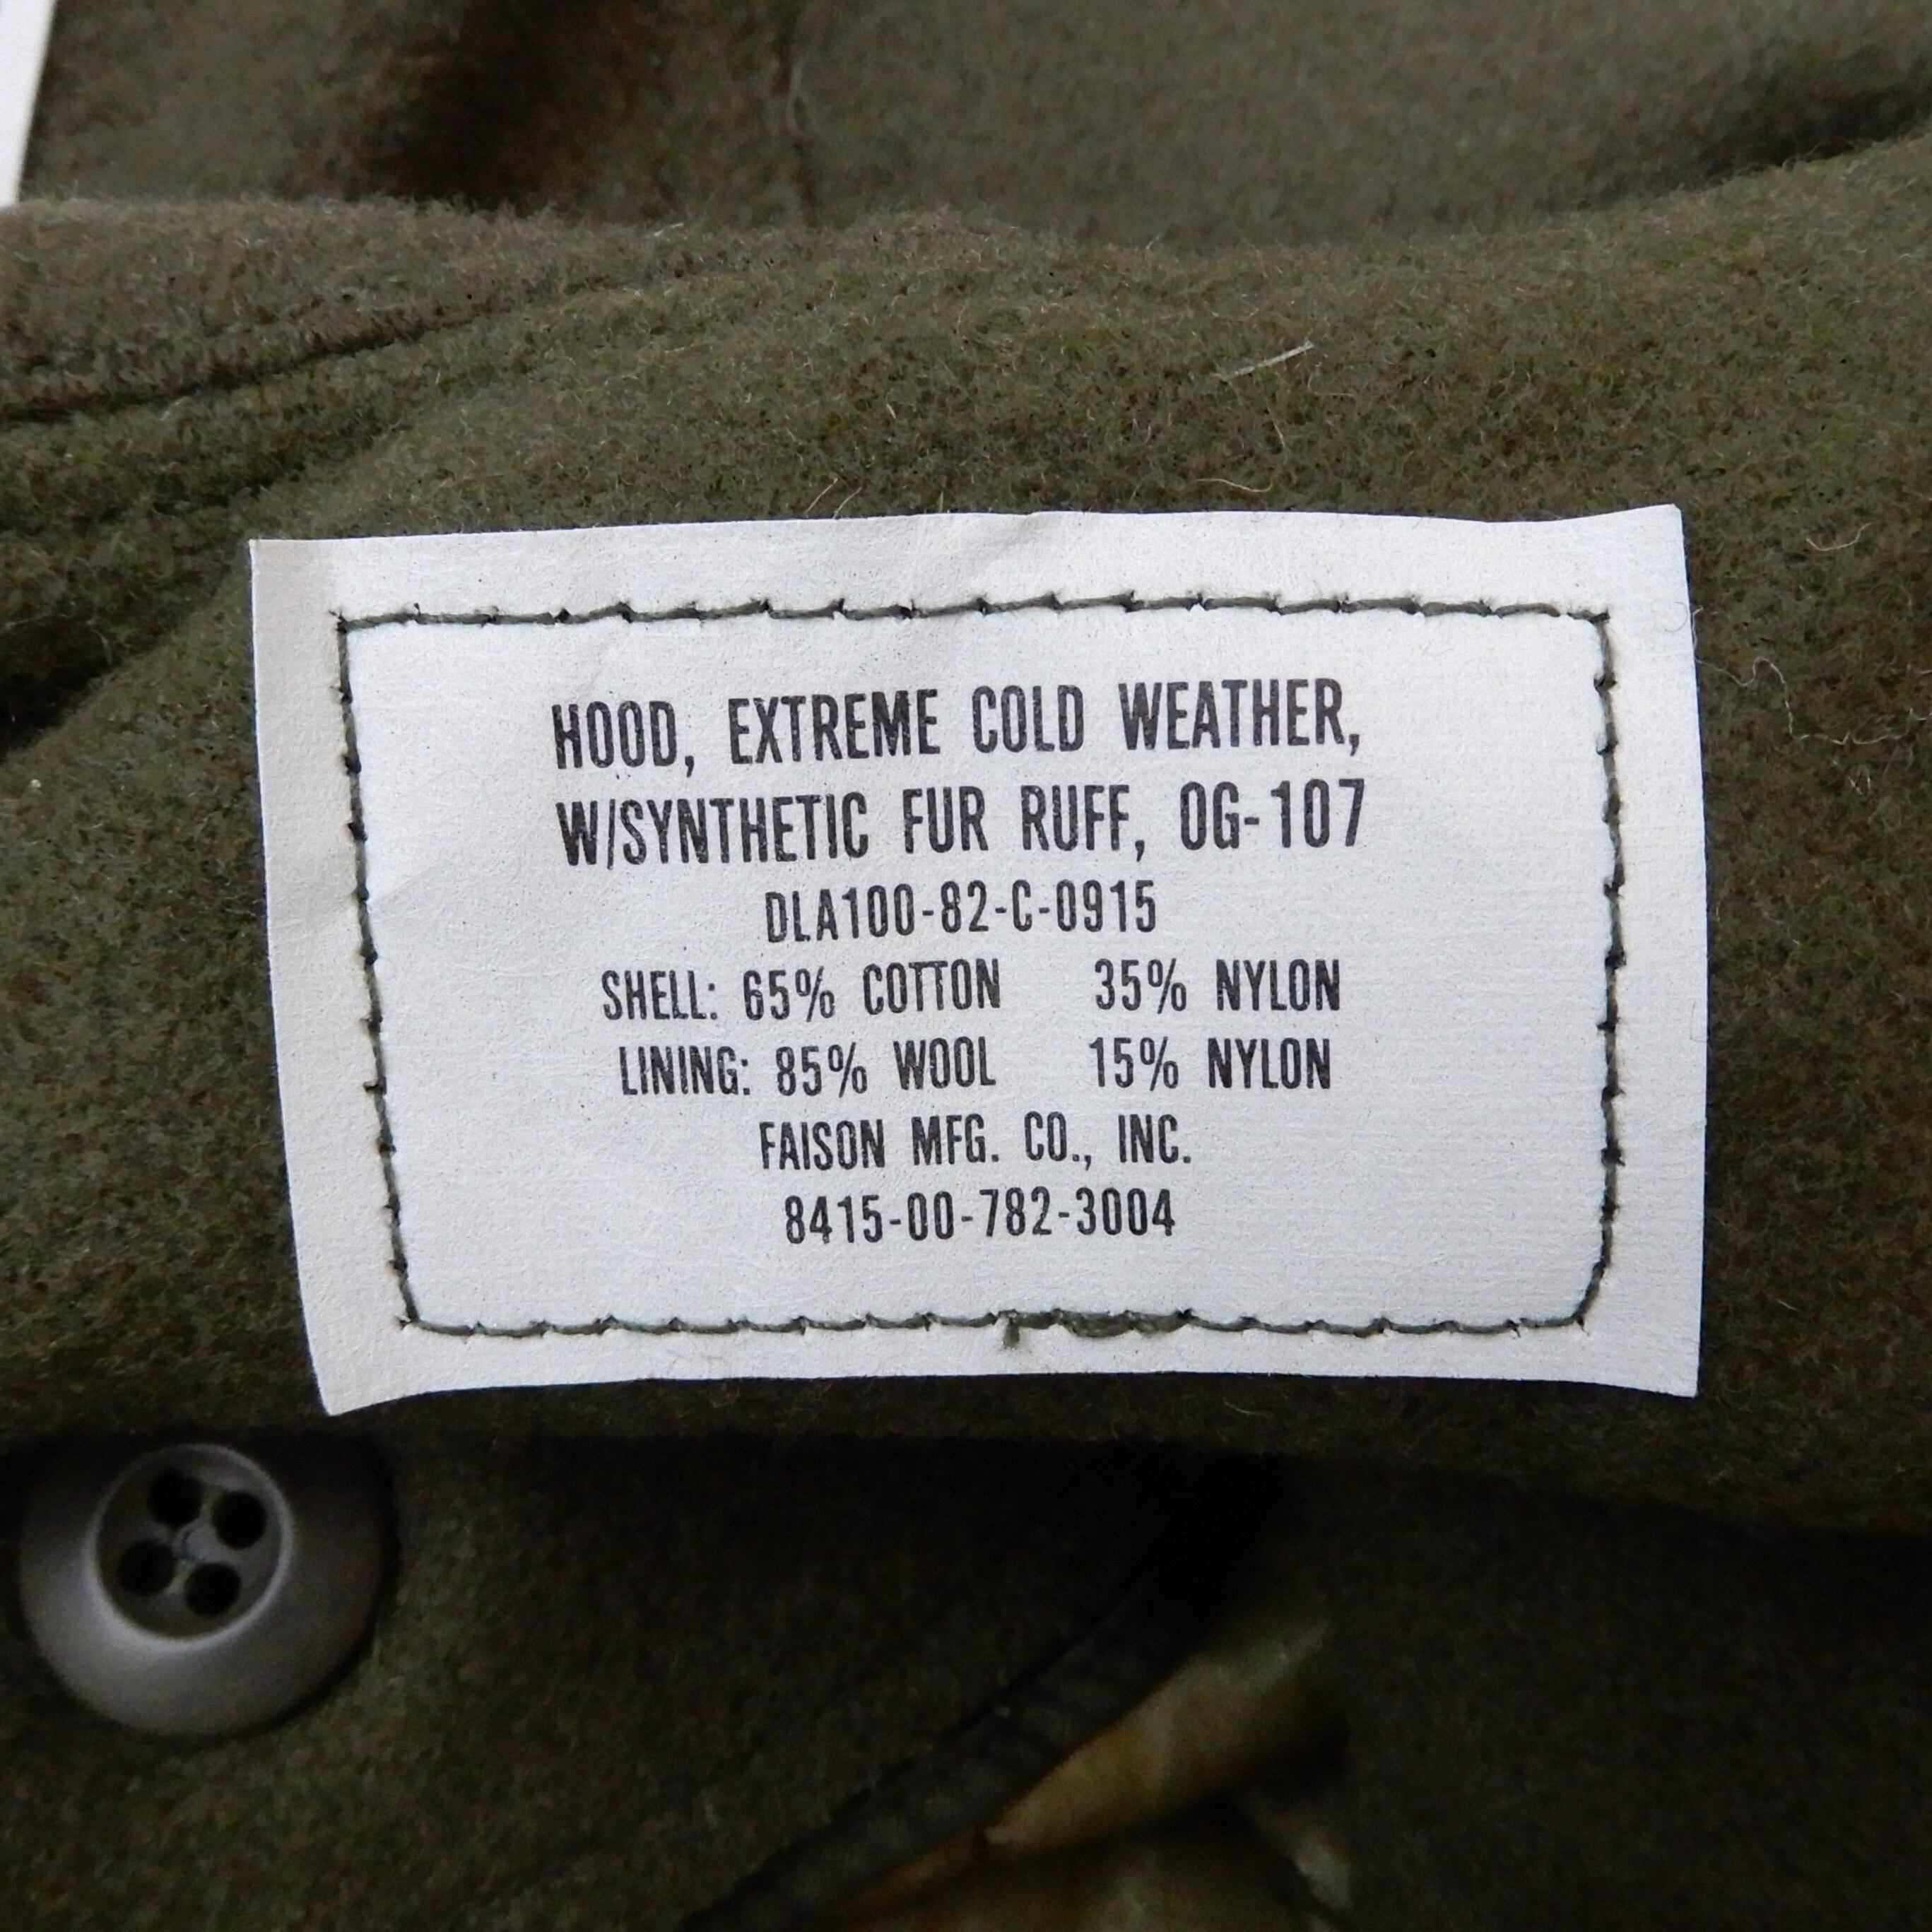 HOOD, EXTREME COLD WEATHER,
W/SYNTHETIC FUR RUFF, OG-107
DLA100-82-C-0915
SHELL: 65% COTTON 35% NYLON
LINING: 85% WOOL 15% NYLON
FAISON MFG. CO., INC.
8415-00-782-3004